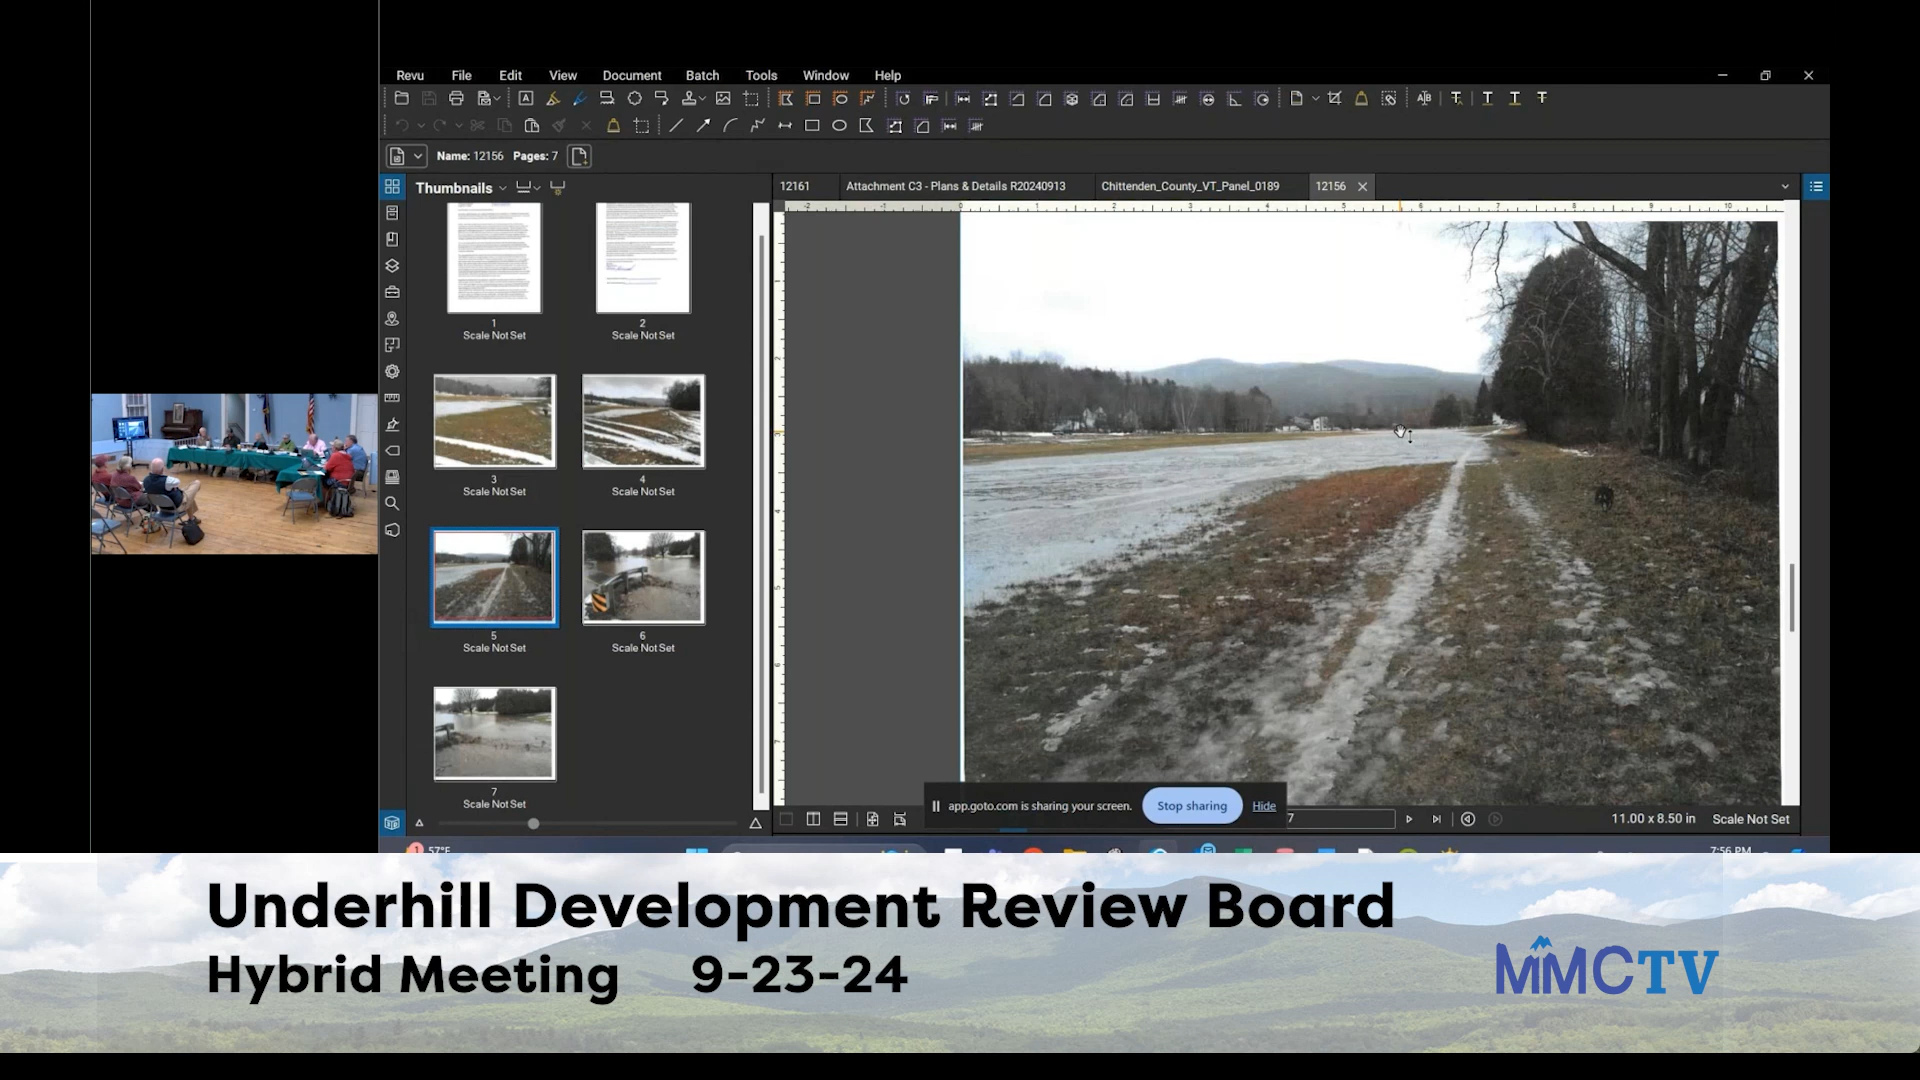 Revu File Edit View Document Batch Tools Window Help
Name: 12156 Pages: 7
Thumbnails
12161 Attachment C3 - Plans & Details R20240913 Chittenden_County_VT_Panel_0189 12156
1
Scale Not Set
2
Scale Not Set
3
Scale Not Set
4
Scale Not Set
5
Scale Not Set
6
Scale Not Set
7
Scale Not Set
app.goto.com is sharing your screen. Stop sharing Hide
7
11.00 x 8.50 in Scale Not Set
1 57°F
7:56 PM
Underhill Development Review Board
Hybrid Meeting 9-23-24
MMCTV